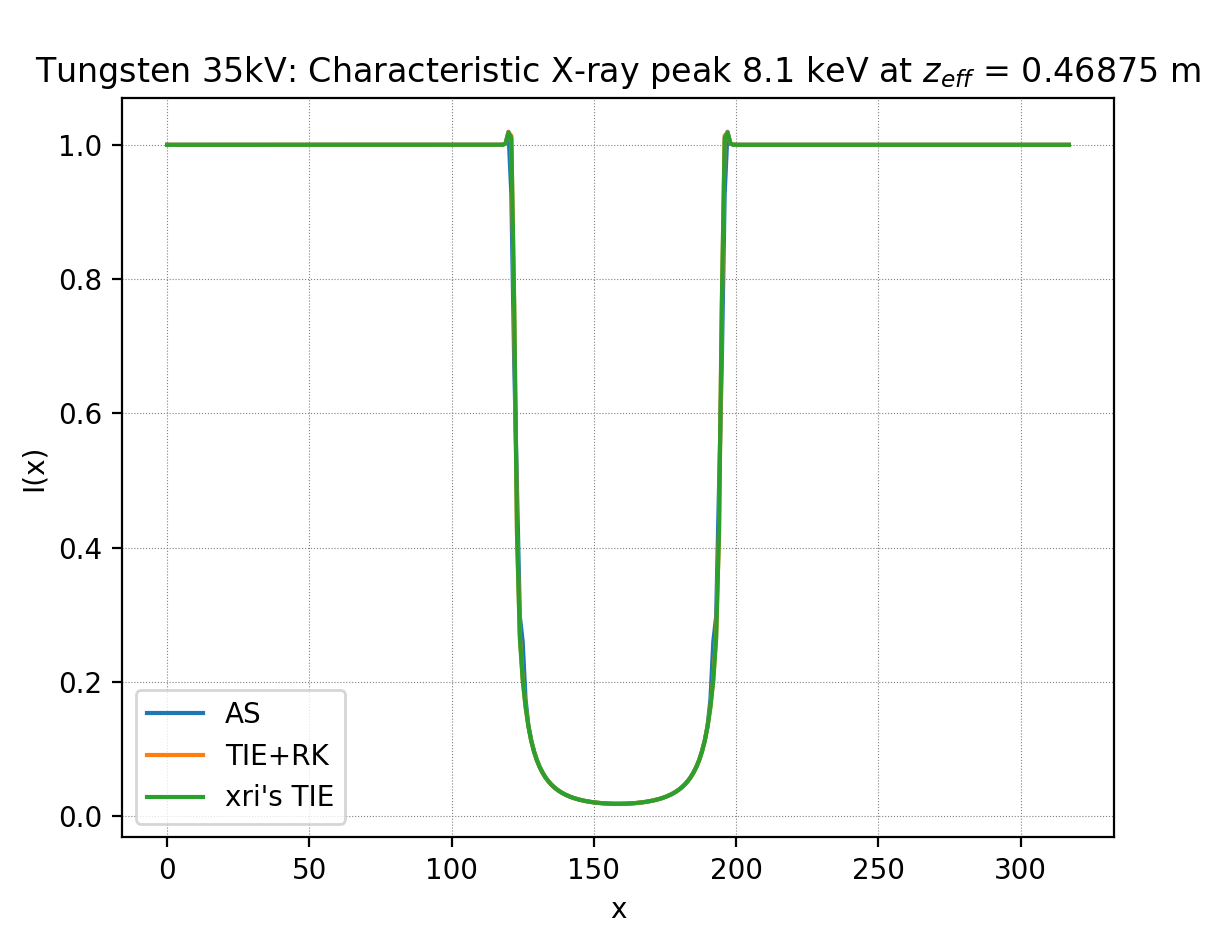 Tungsten 35kV: Characteristic X-ray peak 8.1 keV at z_eff = 0.46875 m
1.0
0.8
0.6
0.4
0.2
0.0
I(x)
AS
TIE+RK
xri's TIE
0 50 100 150 200 250 300
x